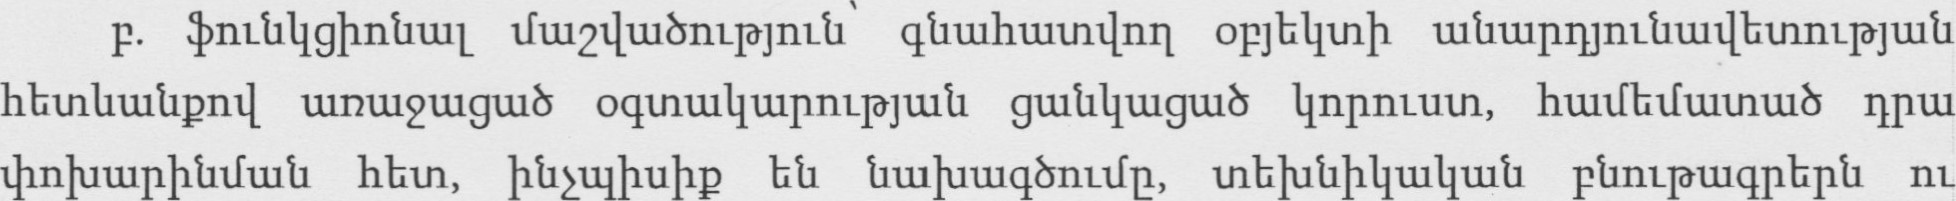 բ. ֆունկցիոնալ մաշվածություն՝ գնահատվող օբյեկտի անարդյունավետության
հետևանքով առաջացած օգտակարության ցանկացած կորուստ, համեմատած դրա
փոխարինման հետ, ինչպիսիք են նախագծումը, տեխնիկական բնութագրերն ու